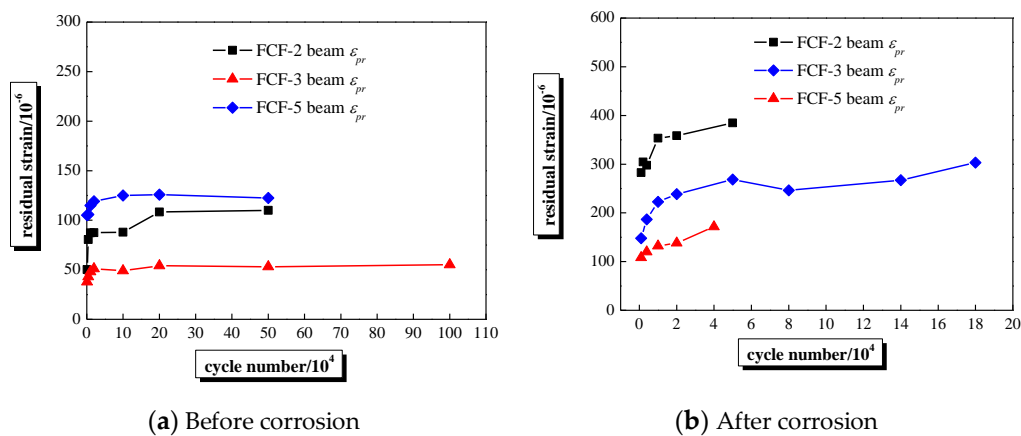 300
250
200
150
100
50
0
residual strain/10⁻⁶
FCF-2 beam εpr
FCF-3 beam εpr
FCF-5 beam εpr
0 10 20 30 40 50 60 70 80 90 100 110
cycle number/10⁴
(a) Before corrosion
600
500
400
300
200
100
0
residual strain/10⁻⁶
FCF-2 beam εpr
FCF-3 beam εpr
FCF-5 beam εpr
0 2 4 6 8 10 12 14 16 18 20
cycle number/10⁴
(b) After corrosion